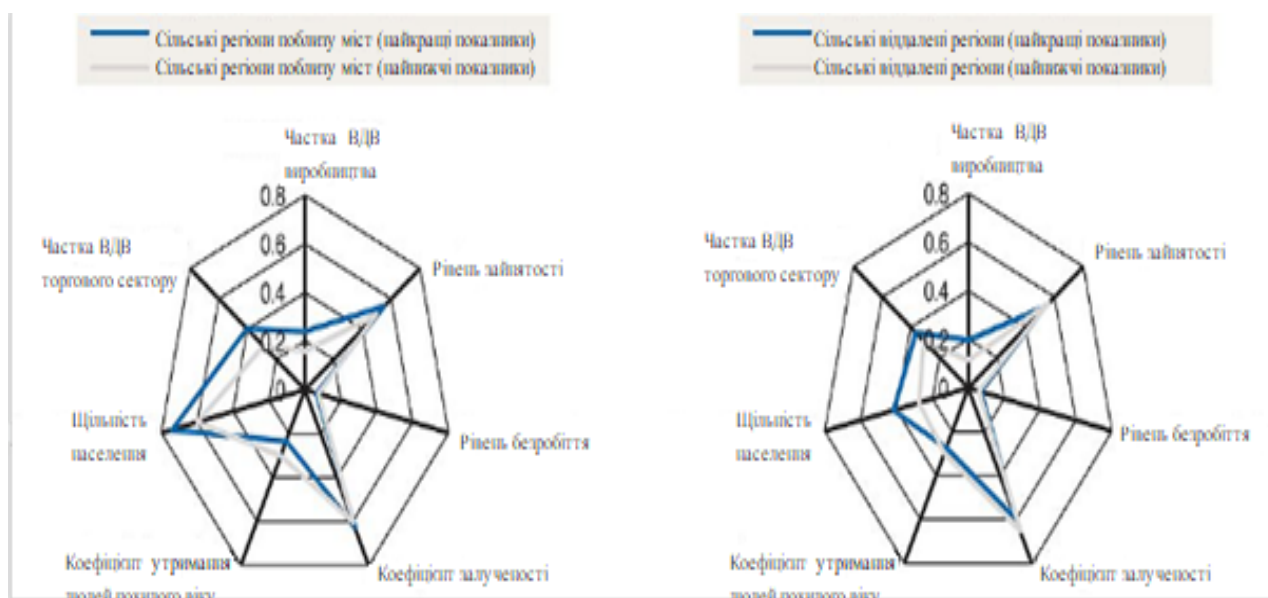 Сільські регіони поблизу міст (найкращі показники)
Сільські регіони поблизу міст (найнижчі показники)
Частка ВДВ
виробництва
0.8
0.6
0.4
0.2
0
Рівень зайнятості
Рівень безробіття
Коефіцієнт залученості
Коефіцієнт утримання
людей похилого віку
Щільність
населення
Частка ВДВ
торгового сектору
Сільські віддалені регіони (найкращі показники)
Сільські віддалені регіони (найнижчі показники)
Частка ВДВ
виробництва
0.8
0.6
0.4
0.2
0
Рівень зайнятості
Рівень безробіття
Коефіцієнт залученості
Коефіцієнт утримання
людей похилого віку
Щільність
населення
Частка ВДВ
торгового сектору